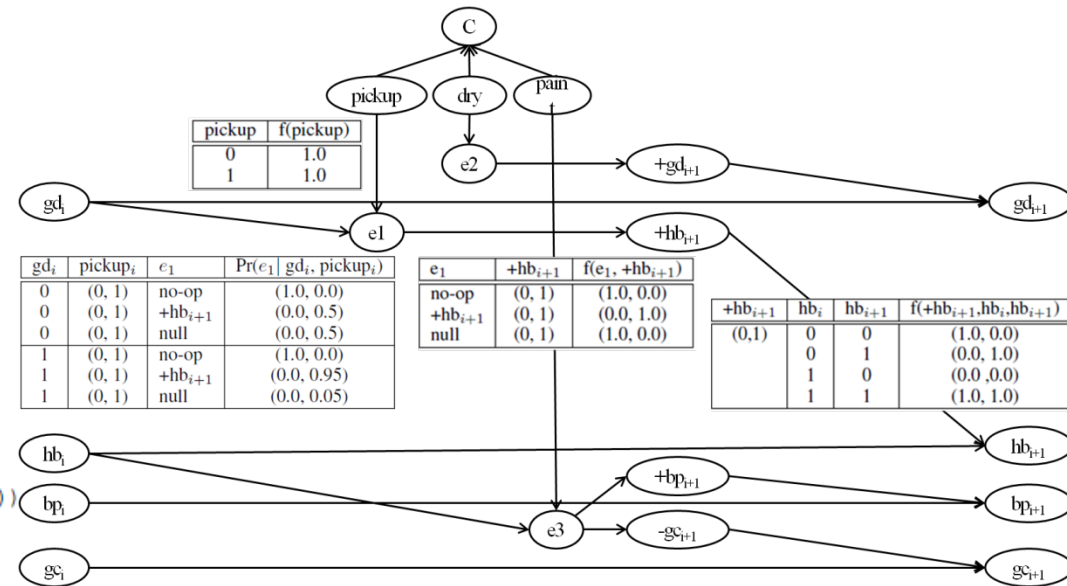 C
pickup dry pain
pickup f(pickup)
0 1.0
1 1.0
e2 +gd_{i+1}
gd_i gd_{i+1}
e1 +hb_{i+1}
gd_i pickup_i e_1 Pr(e_1 | gd_i, pickup_i)
0 (0, 1) no-op (1.0, 0.0)
0 (0, 1) +hb_{i+1} (0.0, 0.5)
0 (0, 1) null (0.0, 0.5)
1 (0, 1) no-op (1.0, 0.0)
1 (0, 1) +hb_{i+1} (0.0, 0.95)
1 (0, 1) null (0.0, 0.05)
e_1 +hb_{i+1} f(e_1, +hb_{i+1})
no-op (0, 1) (1.0, 0.0)
+hb_{i+1} (0, 1) (0.0, 1.0)
null (0, 1) (1.0, 0.0)
+hb_{i+1} hb_i hb_{i+1} f(+hb_{i+1},hb_i,hb_{i+1})
(0,1) 0 0 (1.0, 0.0)
0 1 (0.0, 1.0)
1 0 (0.0 ,0.0)
1 1 (1.0, 1.0)
hb_i hb_{i+1}
+bp_{i+1}
)) bp_i bp_{i+1}
e3 -gc_{i+1}
gc_i gc_{i+1}